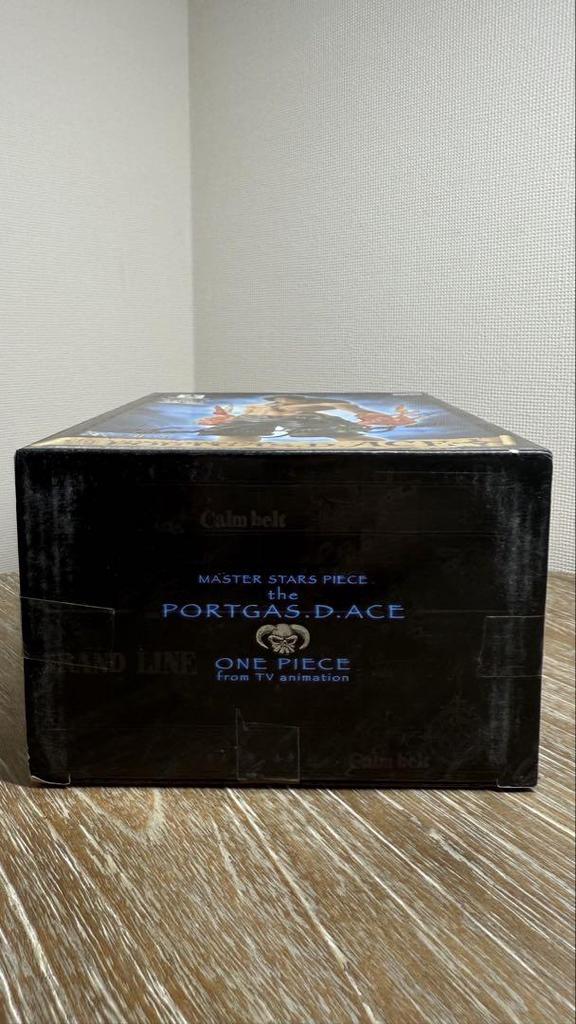 Calm belt
MASTER STARS PIECE
the
PORTGAS.D.ACE
GRAND LINE
ONE PIECE
from TV animation
Calm belt